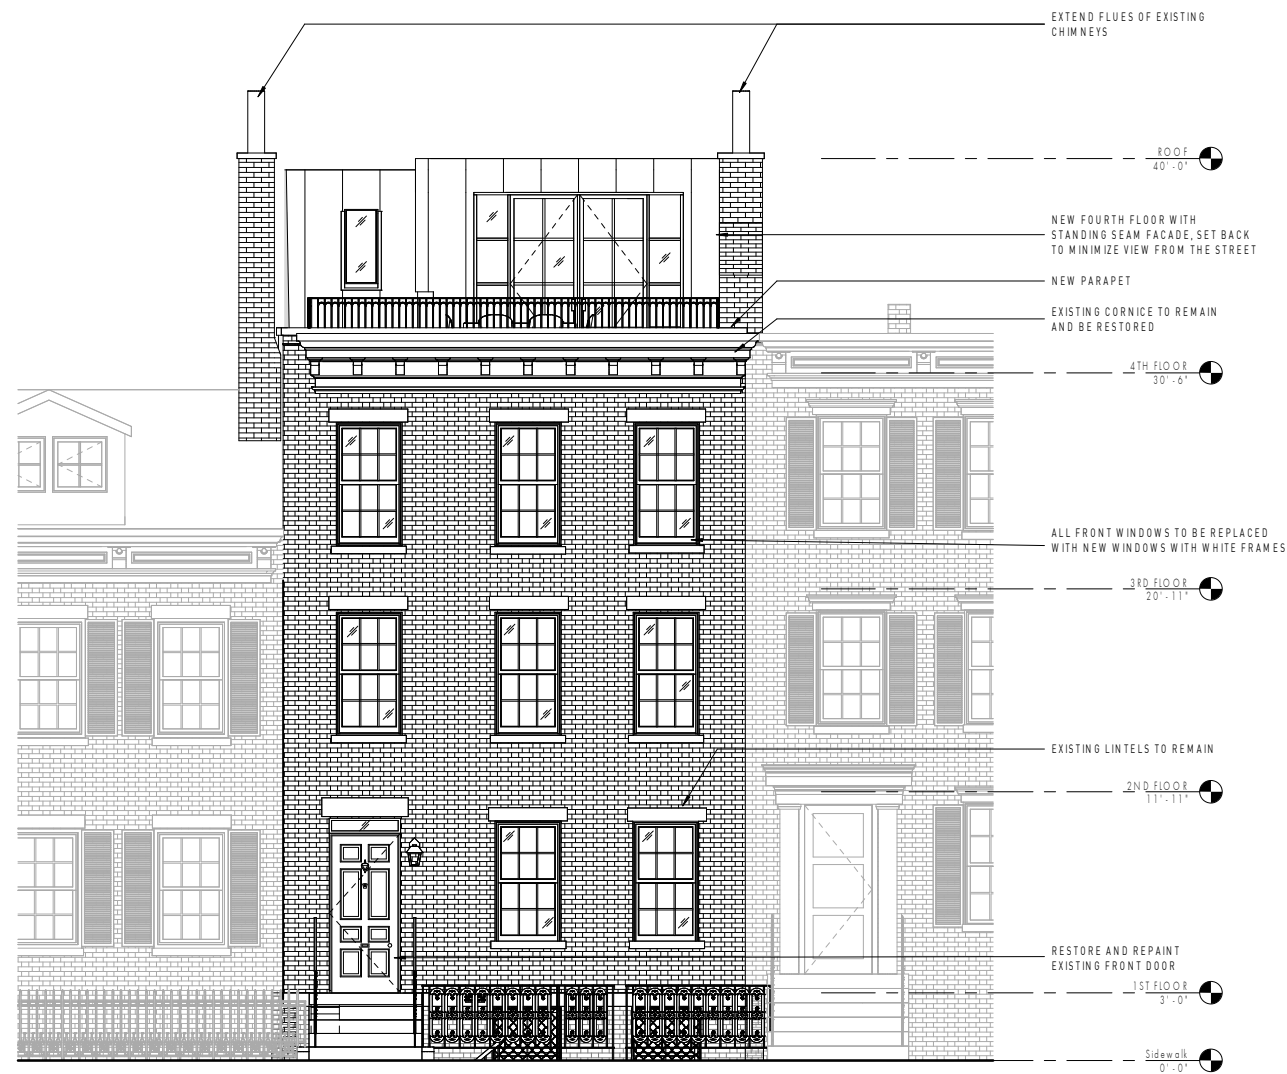 EXTEND FLUES OF EXISTING
CHIMNEYS
ROOF
40'-0"
NEW FOURTH FLOOR WITH
STANDING SEAM FACADE, SET BACK
TO MINIMIZE VIEW FROM THE STREET
NEW PARAPET
EXISTING CORNICE TO REMAIN
AND BE RESTORED
4TH FLOOR
30'-6"
ALL FRONT WINDOWS TO BE REPLACED
WITH NEW WINDOWS WITH WHITE FRAMES
3RD FLOOR
20'-11"
EXISTING LINTELS TO REMAIN
2ND FLOOR
11'-11"
RESTORE AND REPAINT
EXISTING FRONT DOOR
1ST FLOOR
3'-0"
Sidewalk
0'-0"